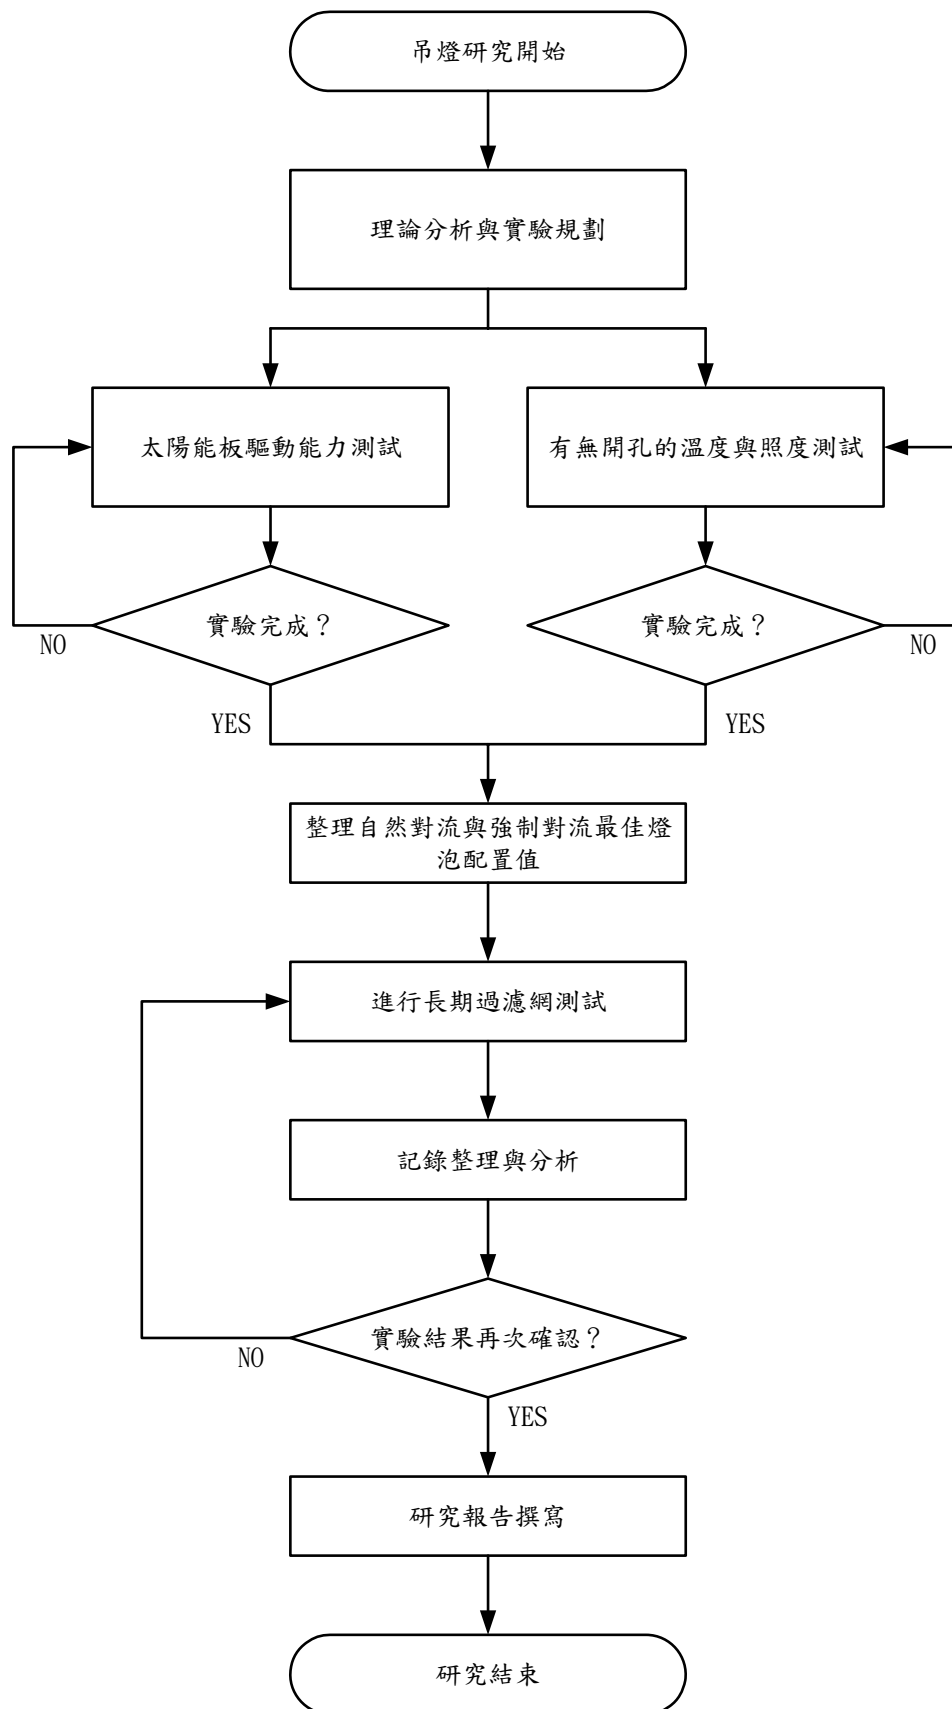 吊燈研究開始
理論分析與實驗規劃
太陽能板驅動能力測試
有無開孔的溫度與照度測試
實驗完成？
實驗完成？
NO
NO
YES
YES
整理自然對流與強制對流最佳燈
泡配置值
進行長期過濾網測試
記錄整理與分析
實驗結果再次確認？
NO
YES
研究報告撰寫
研究結束